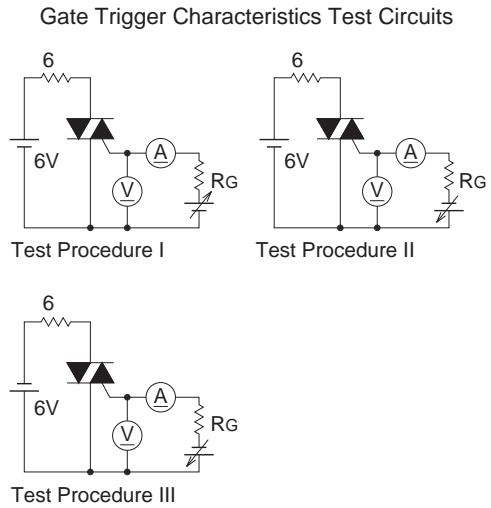 Gate Trigger Characteristics Test Circuits
6
6V
A
V
RG
Test Procedure I
6
6V
A
V
RG
Test Procedure II
6
6V
A
V
RG
Test Procedure III